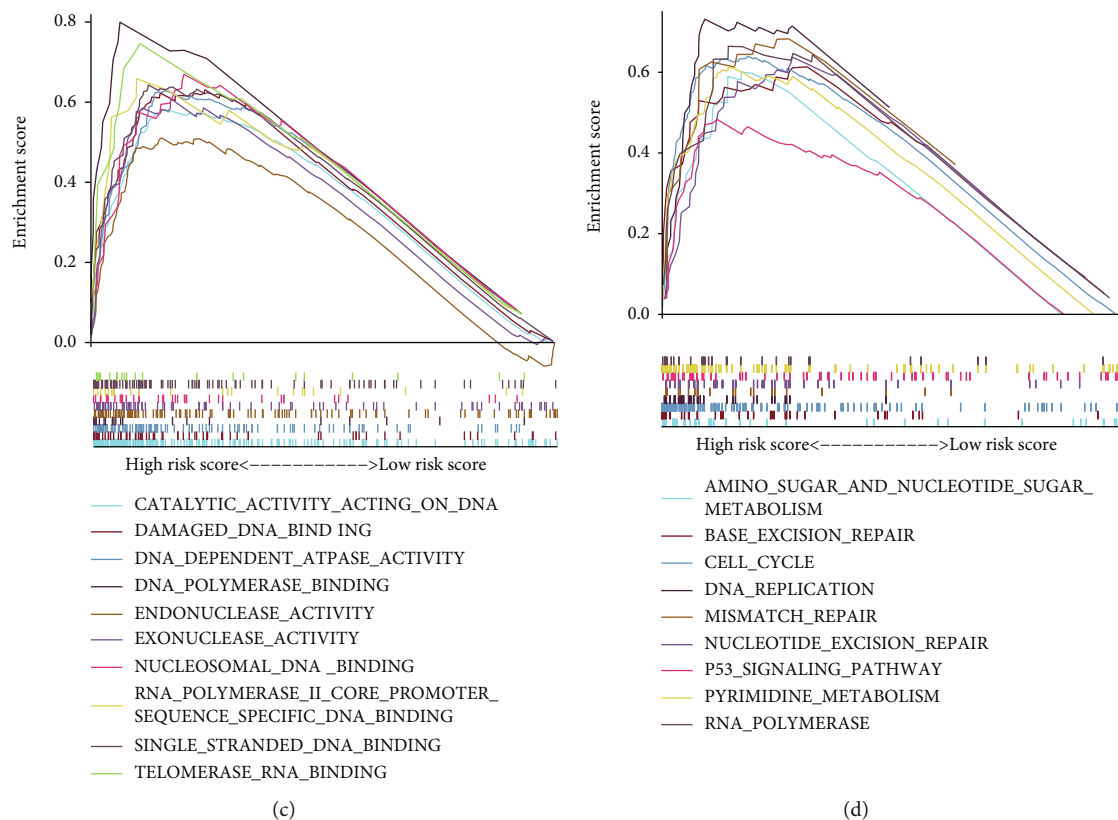 0.8
0.6
0.4
0.2
0.0
Enrichment score
High risk score<−−−−−−−−−−−>Low risk score
CATALYTIC_ACTIVITY_ACTING_ON_DNA
DAMAGED_DNA_BIND ING
DNA_DEPENDENT_ATPASE_ACTIVITY
DNA_POLYMERASE_BINDING
ENDONUCLEASE_ACTIVITY
EXONUCLEASE_ACTIVITY
NUCLEOSOMAL_DNA _BINDING
RNA_POLYMERASE_II_CORE_PROMOTER_
SEQUENCE_SPECIFIC_DNA_BINDING
SINGLE_STRANDED_DNA_BINDING
TELOMERASE_RNA_BINDING
(c)
0.6
0.4
0.2
0.0
Enrichment score
High risk score<−−−−−−−−−−−>Low risk score
AMINO_SUGAR_AND_NUCLEOTIDE_SUGAR_
METABOLISM
BASE_EXCISION_REPAIR
CELL_CYCLE
DNA_REPLICATION
MISMATCH_REPAIR
NUCLEOTIDE_EXCISION_REPAIR
P53_SIGNALING_PATHWAY
PYRIMIDINE_METABOLISM
RNA_POLYMERASE
(d)